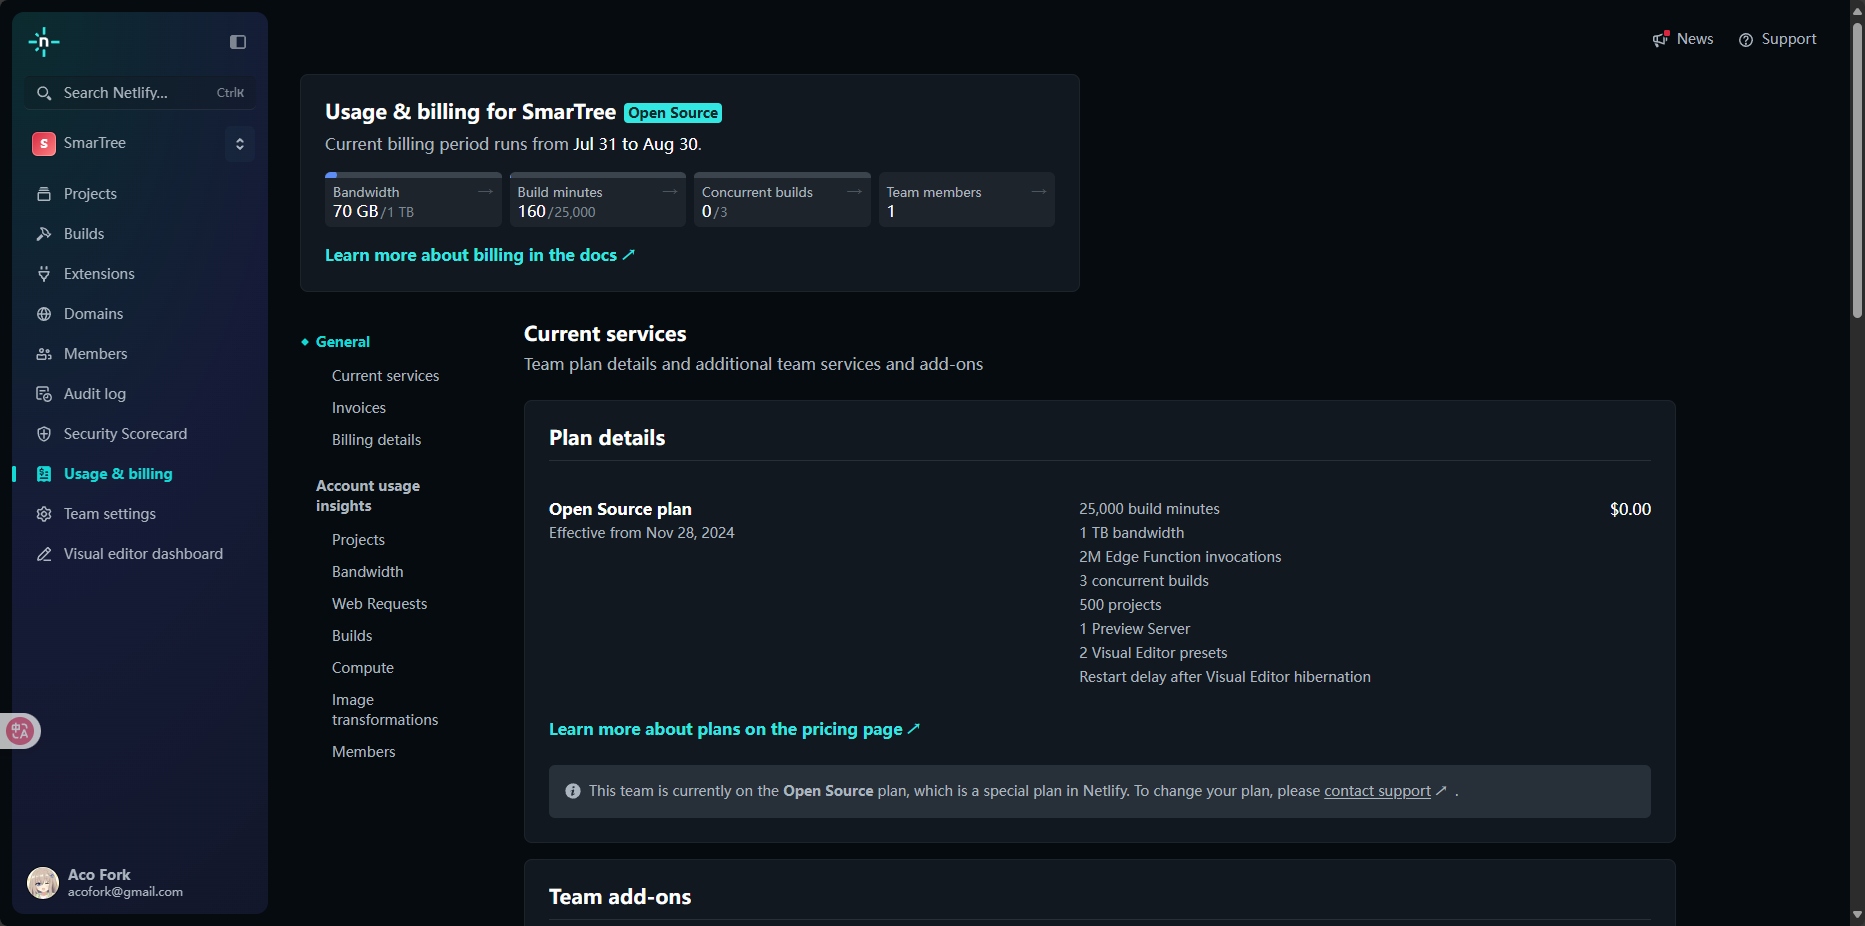 n
News
Support
Search Netlify...
CtrlK
S
SmarTree
Projects
Builds
Extensions
Domains
Members
Audit log
Security Scorecard
Usage & billing
Team settings
Visual editor dashboard
Aco Fork
acofork@gmail.com
Usage & billing for SmarTree Open Source
Current billing period runs from Jul 31 to Aug 30.
Bandwidth →
70 GB/1 TB
Build minutes →
160/25,000
Concurrent builds →
0/3
Team members →
1
Learn more about billing in the docs ↗
General
Current services
Invoices
Billing details
Account usage
insights
Projects
Bandwidth
Web Requests
Builds
Compute
Image
transformations
Members
Current services
Team plan details and additional team services and add-ons
Plan details
Open Source plan
Effective from Nov 28, 2024
25,000 build minutes
1 TB bandwidth
2M Edge Function invocations
3 concurrent builds
500 projects
1 Preview Server
2 Visual Editor presets
Restart delay after Visual Editor hibernation
$0.00
Learn more about plans on the pricing page ↗
This team is currently on the Open Source plan, which is a special plan in Netlify. To change your plan, please contact support ↗ .
Team add-ons
中A